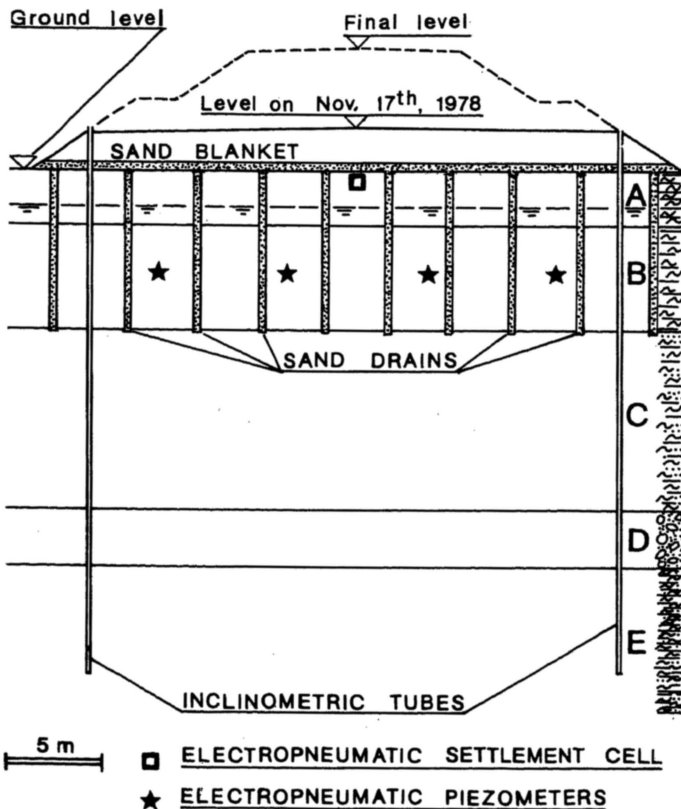 Ground level
Final level
Level on Nov. 17th, 1978
SAND BLANKET
A
B
SAND DRAINS
C
D
E
INCLINOMETRIC TUBES
5 m
ELECTROPNEUMATIC SETTLEMENT CELL
ELECTROPNEUMATIC PIEZOMETERS